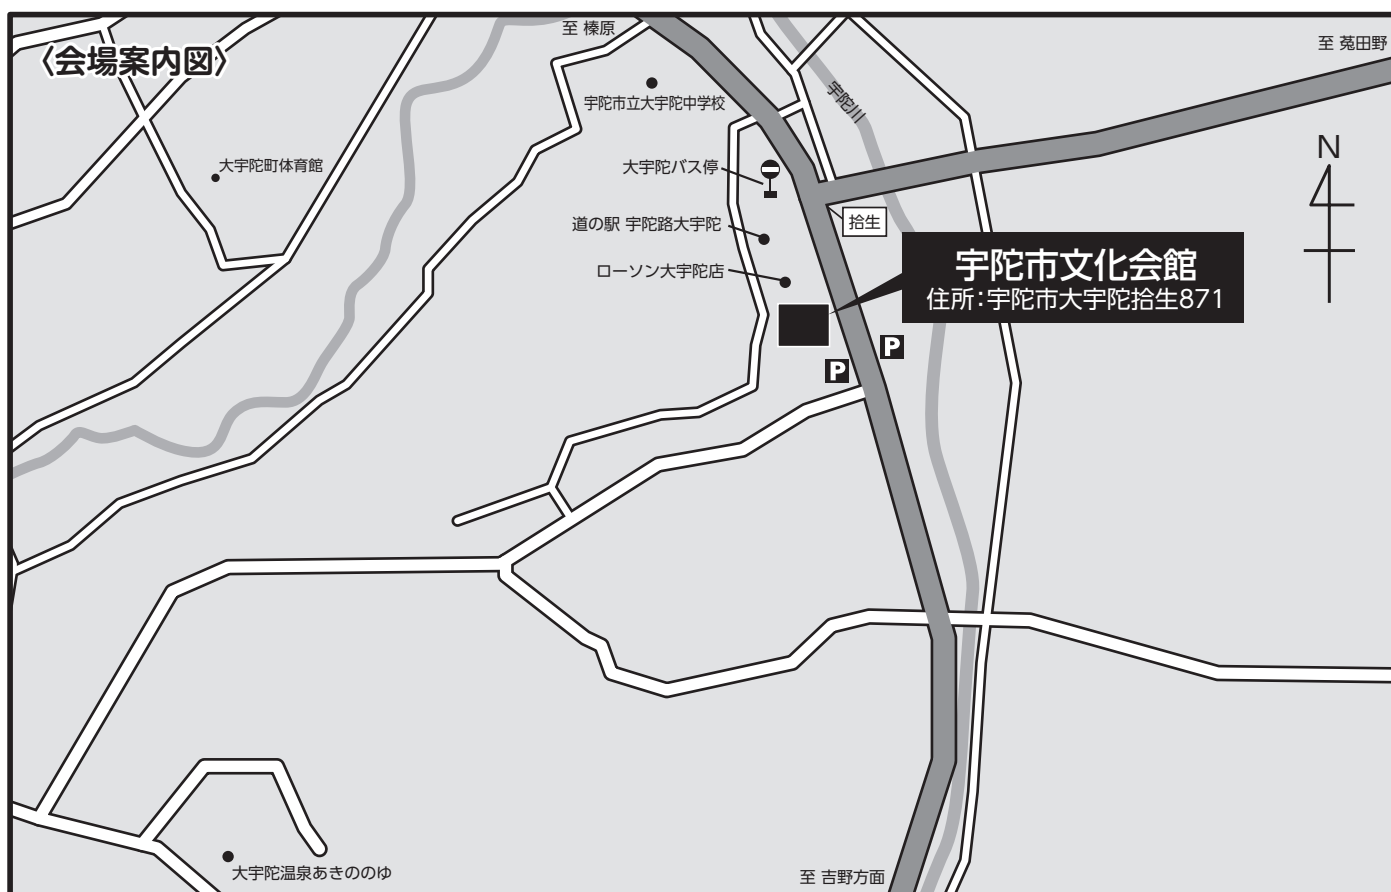 〈会場案内図〉
至 榛原
至 菟田野
宇陀市立大宇陀中学校
宇陀川
N
大宇陀町体育館
大宇陀バス停
道の駅 宇陀路大宇陀
拾生
ローソン大宇陀店
宇陀市文化会館
住所：宇陀市大宇陀拾生871
P
P
大宇陀温泉あきののゆ
至 吉野方面